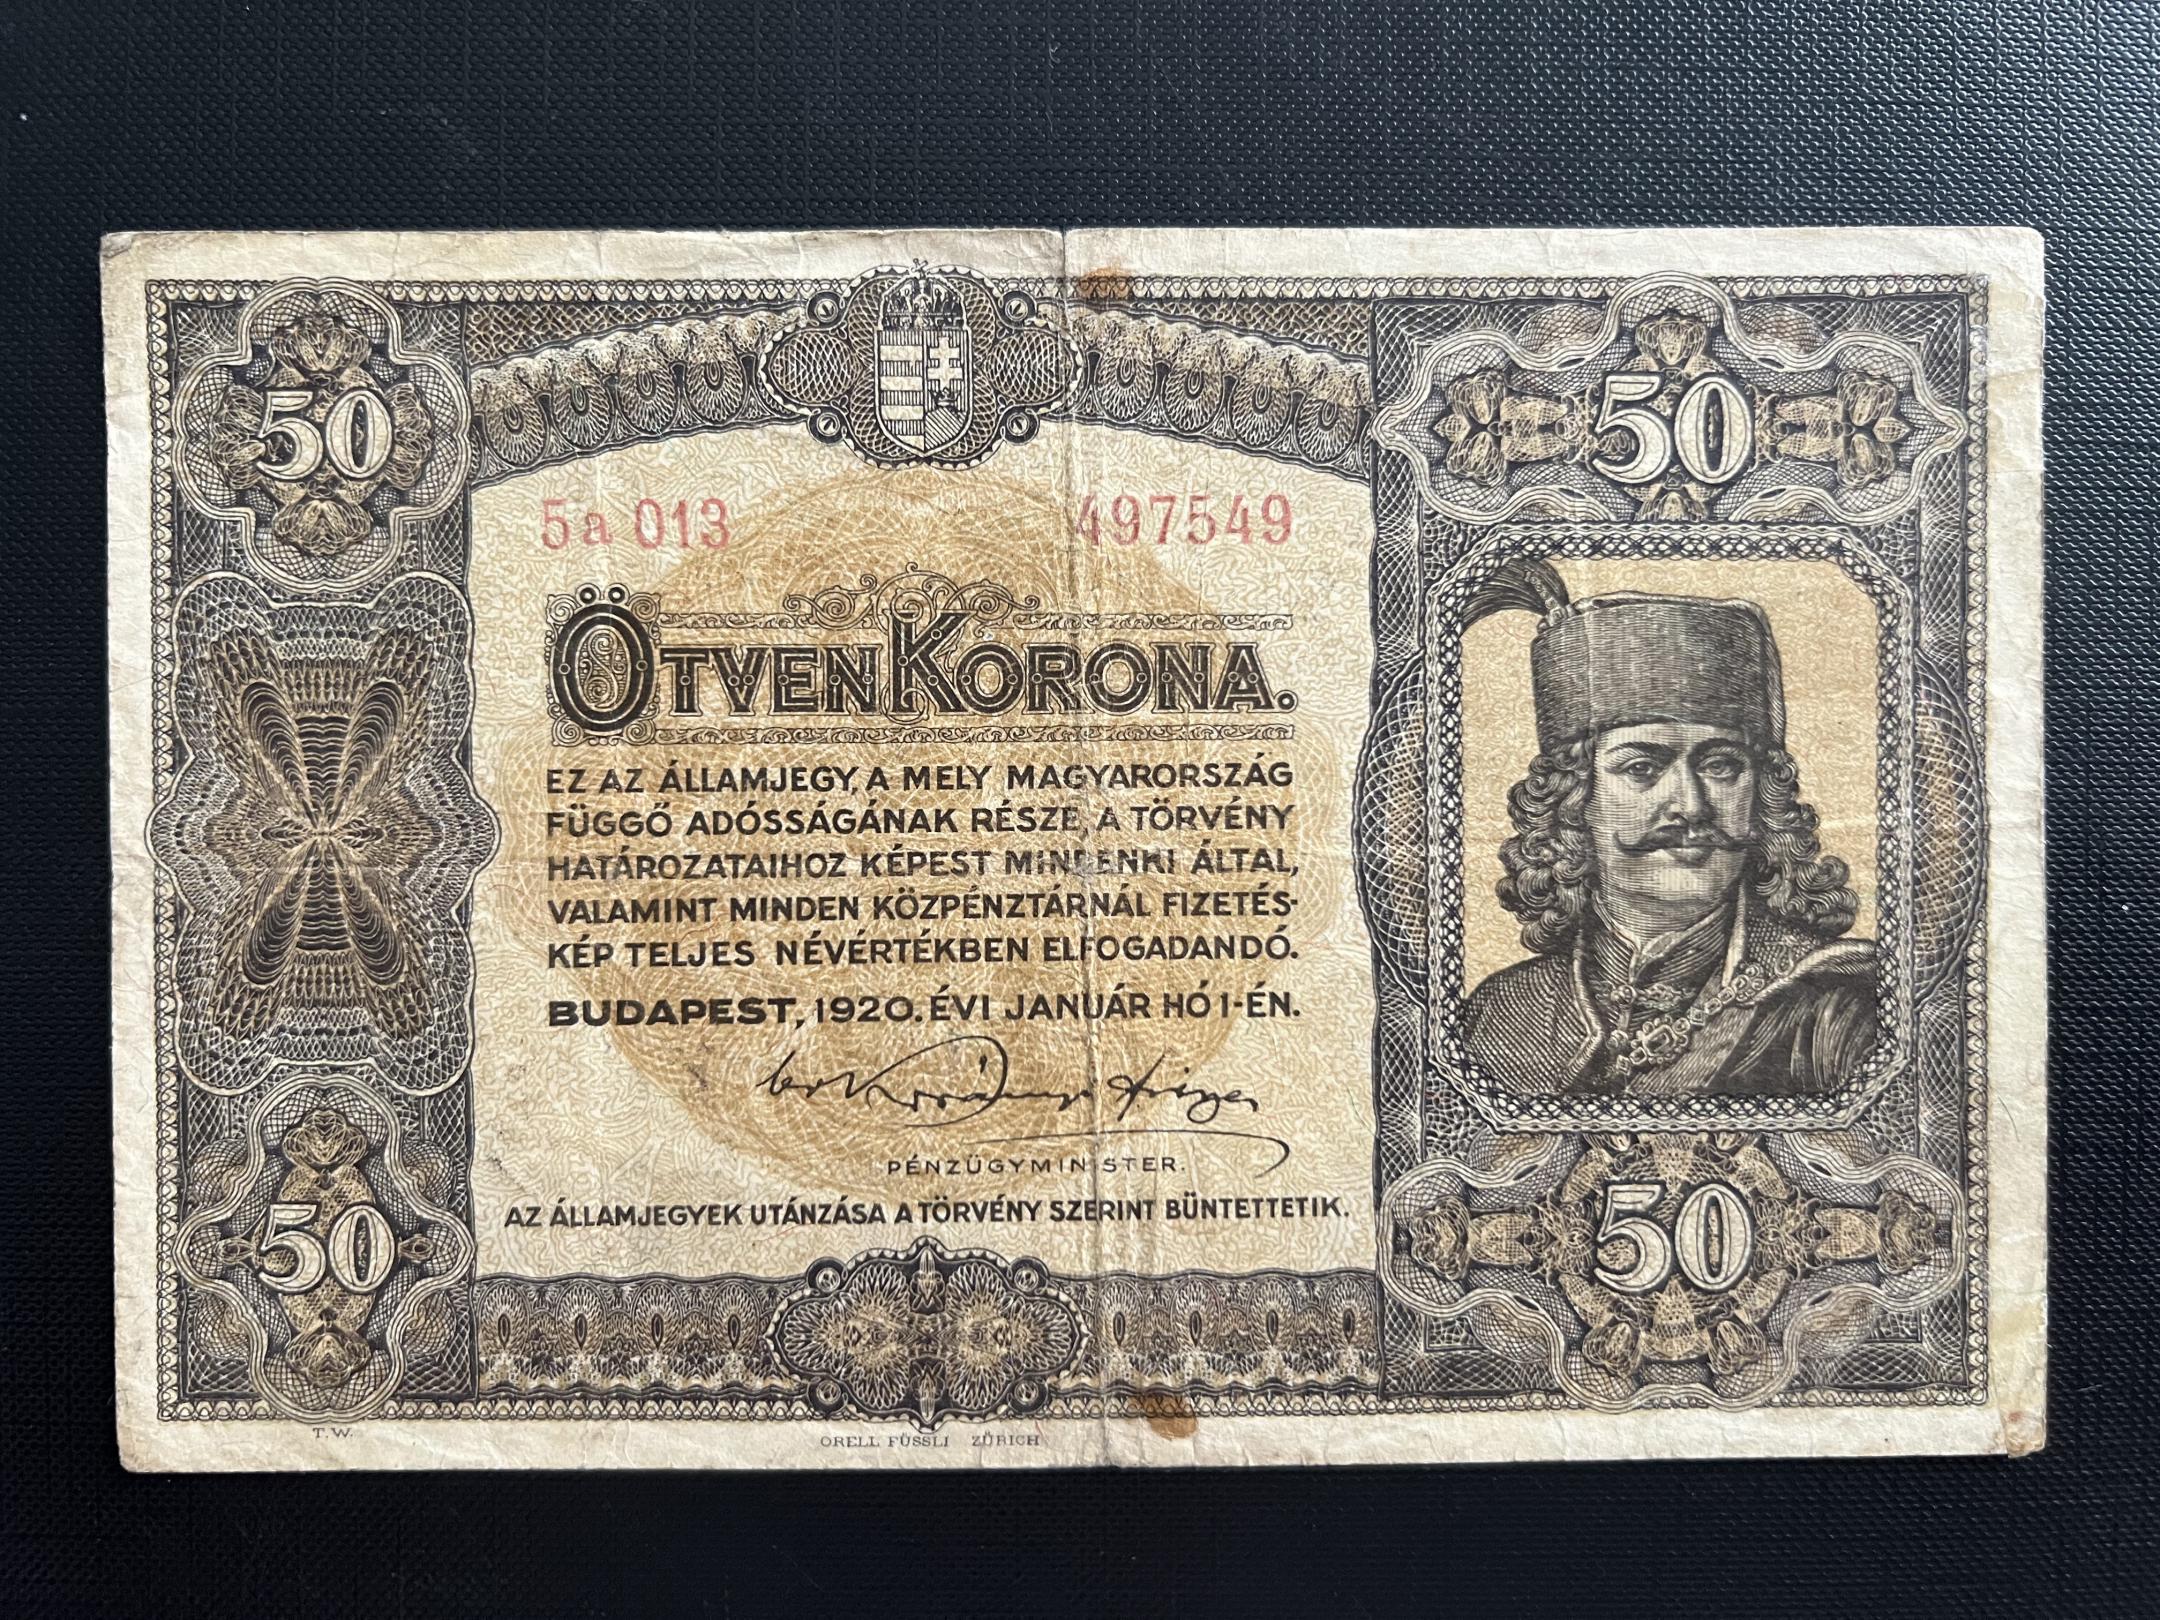 50
50
5a 013 497549
ÖTVEN KORONA.
EZ AZ ÁLLAMJEGY, A MELY MAGYARORSZÁG
FÜGGŐ ADÓSSÁGÁNAK RÉSZE, A TÖRVÉNY
HATÁROZATAIHOZ KÉPEST MINDENKI ÁLTAL,
VALAMINT MINDEN KÖZPÉNZTÁRNÁL FIZETÉS-
KÉP TELJES NÉVÉRTÉKBEN ELFOGADANDÓ.
BUDAPEST, 1920. ÉVI JANUÁR HÓ 1-ÉN.
PÉNZÜGYMINISTER.
AZ ÁLLAMJEGYEK UTÁNZÁSA A TÖRVÉNY SZERINT BÜNTETTETIK.
50
50
T.W.
ORELL FÜSSLI ZÜRICH